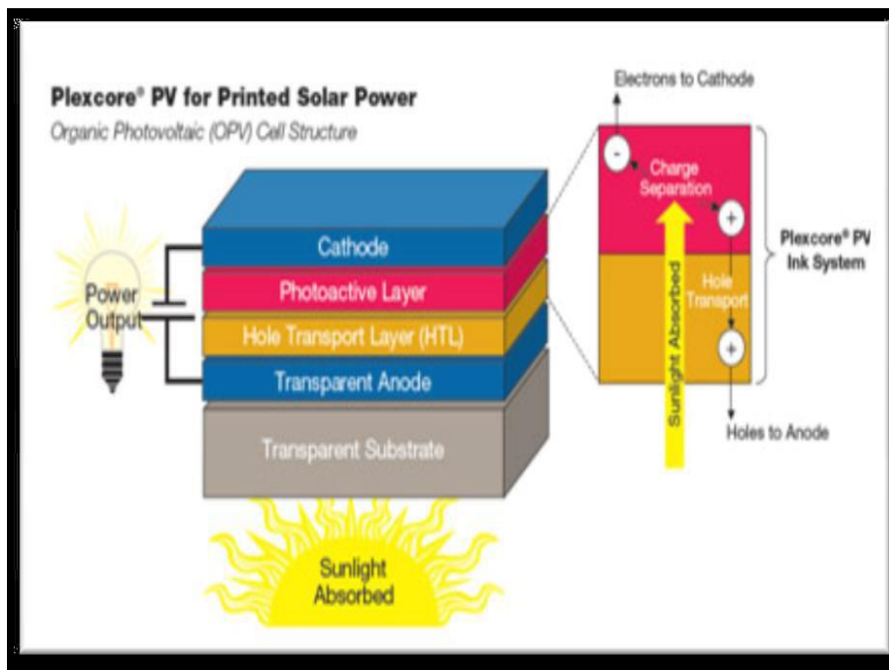 Plexcore® PV for Printed Solar Power
Organic Photovoltaic (OPV) Cell Structure
Power
Output
Cathode
Photoactive Layer
Hole Transport Layer (HTL)
Transparent Anode
Transparent Substrate
Sunlight
Absorbed
Electrons to Cathode
-
Charge
Separation
+
Hole
Transport
+
Sunlight Absorbed
Holes to Anode
Plexcore® PV
Ink System